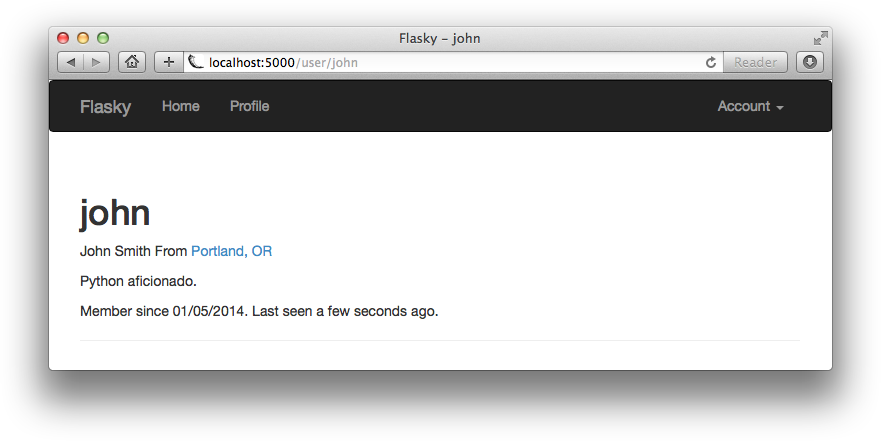 Flasky - john
localhost:5000/user/john
Reader
Flasky Home Profile Account
john
John Smith From Portland, OR
Python aficionado.
Member since 01/05/2014. Last seen a few seconds ago.